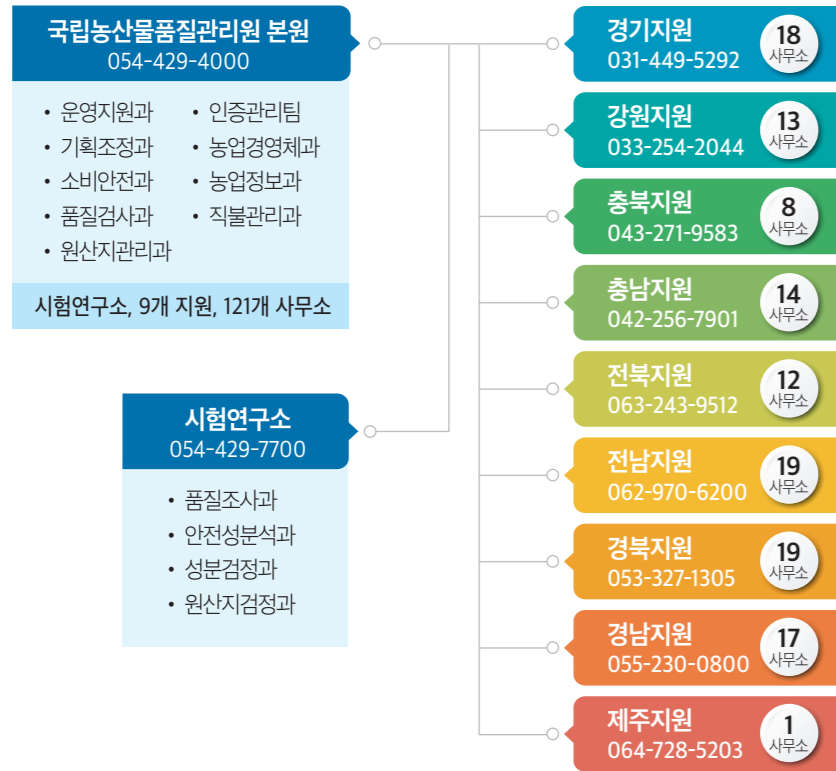 국립농산물품질관리원 본원
054-429-4000
• 운영지원과
• 기획조정과
• 소비안전과
• 품질검사과
• 원산지관리과
• 인증관리팀
• 농업경영체과
• 농업정보과
• 직불관리과
시험연구소, 9개 지원, 121개 사무소
시험연구소
054-429-7700
• 품질조사과
• 안전성분석과
• 성분검정과
• 원산지검정과
경기지원
031-449-5292
18
사무소
강원지원
033-254-2044
13
사무소
충북지원
043-271-9583
8
사무소
충남지원
042-256-7901
14
사무소
전북지원
063-243-9512
12
사무소
전남지원
062-970-6200
19
사무소
경북지원
053-327-1305
19
사무소
경남지원
055-230-0800
17
사무소
제주지원
064-728-5203
1
사무소